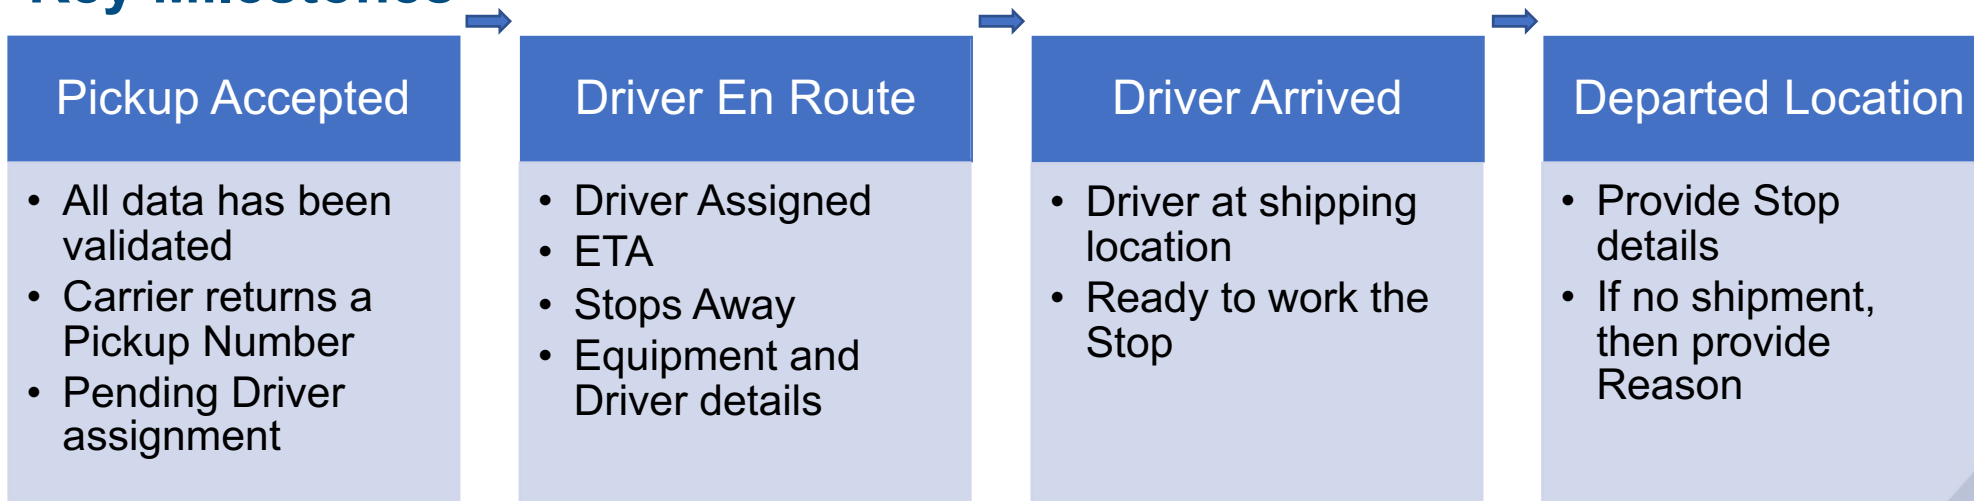 Key Milestones
Pickup Accepted
• All data has been
validated
• Carrier returns a
Pickup Number
• Pending Driver
assignment
Driver En Route
• Driver Assigned
• ETA
• Stops Away
• Equipment and
Driver details
Driver Arrived
• Driver at shipping
location
• Ready to work the
Stop
Departed Location
• Provide Stop
details
• If no shipment,
then provide
Reason